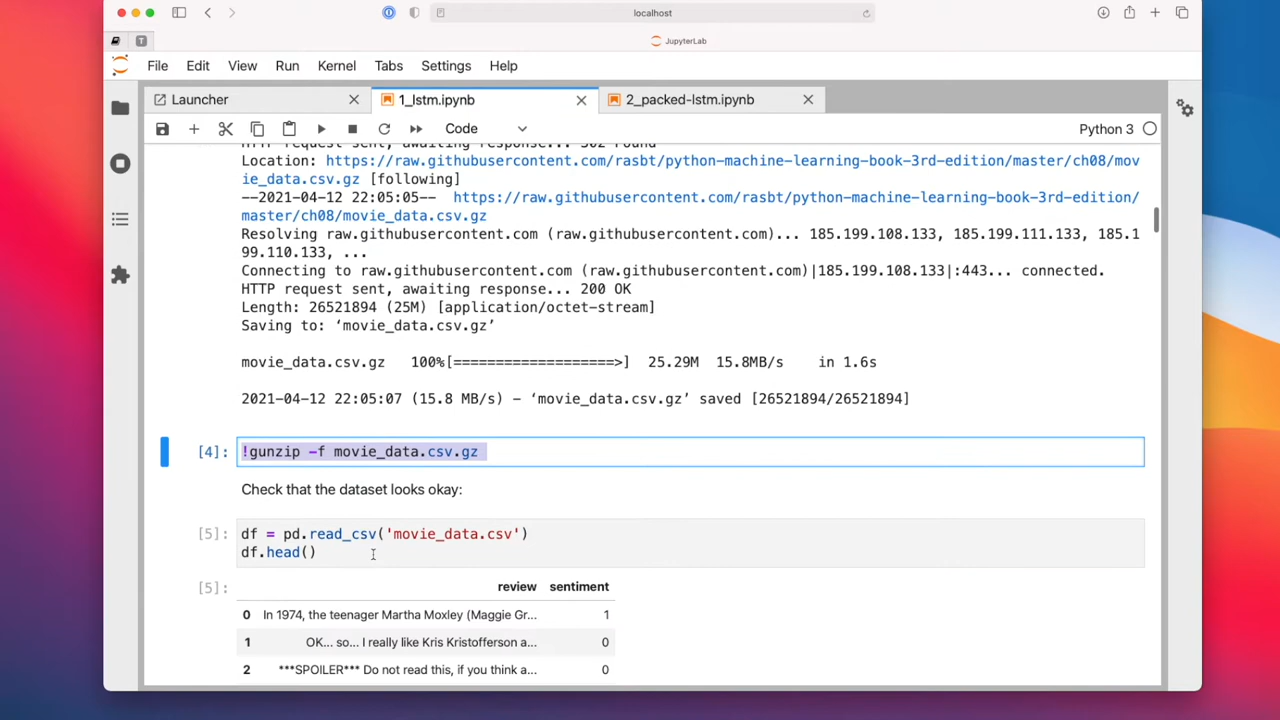 localhost
JupyterLab
File Edit View Run Kernel Tabs Settings Help
Launcher 1_lstm.ipynb 2_packed-lstm.ipynb
Code Python 3
HTTP request sent, awaiting response... 302 Found
Location: https://raw.githubusercontent.com/rasbt/python-machine-learning-book-3rd-edition/master/ch08/mov
ie_data.csv.gz [following]
--2021-04-12 22:05:05-- https://raw.githubusercontent.com/rasbt/python-machine-learning-book-3rd-edition/
master/ch08/movie_data.csv.gz
Resolving raw.githubusercontent.com (raw.githubusercontent.com)... 185.199.108.133, 185.199.111.133, 185.1
99.110.133, ...
Connecting to raw.githubusercontent.com (raw.githubusercontent.com)|185.199.108.133|:443... connected.
HTTP request sent, awaiting response... 200 OK
Length: 26521894 (25M) [application/octet-stream]
Saving to: ‘movie_data.csv.gz’
movie_data.csv.gz 100%[===================>] 25.29M 15.8MB/s in 1.6s
2021-04-12 22:05:07 (15.8 MB/s) - ‘movie_data.csv.gz’ saved [26521894/26521894]
[4]: !gunzip -f movie_data.csv.gz
Check that the dataset looks okay:
[5]: df = pd.read_csv('movie_data.csv')
df.head()
[5]: review sentiment
0 In 1974, the teenager Martha Moxley (Maggie Gr... 1
1 OK... so... I really like Kris Kristofferson a... 0
2 ***SPOILER*** Do not read this, if you think a... 0